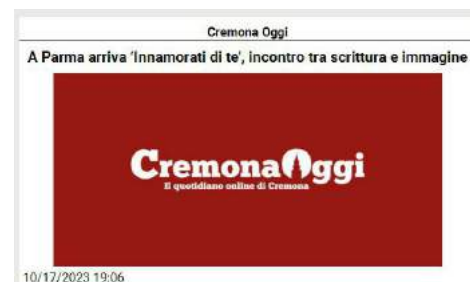 Cremona Oggi
A Parma arriva 'Innamorati di te', incontro tra scrittura e immagine
CremonaOggi
Il quotidiano online di Cremona
10/17/2023 19:06